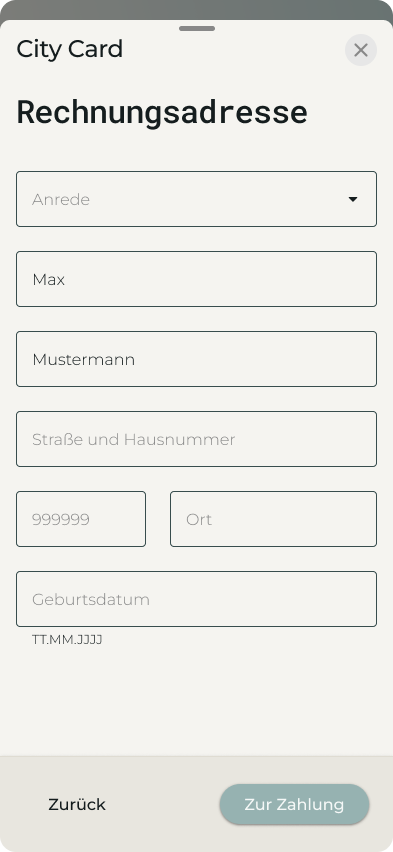 City Card
Rechnungsadresse
Anrede
Max
Mustermann
Straße und Hausnummer
999999
Ort
Geburtsdatum
TT.MM.JJJJ
Zurück
Zur Zahlung